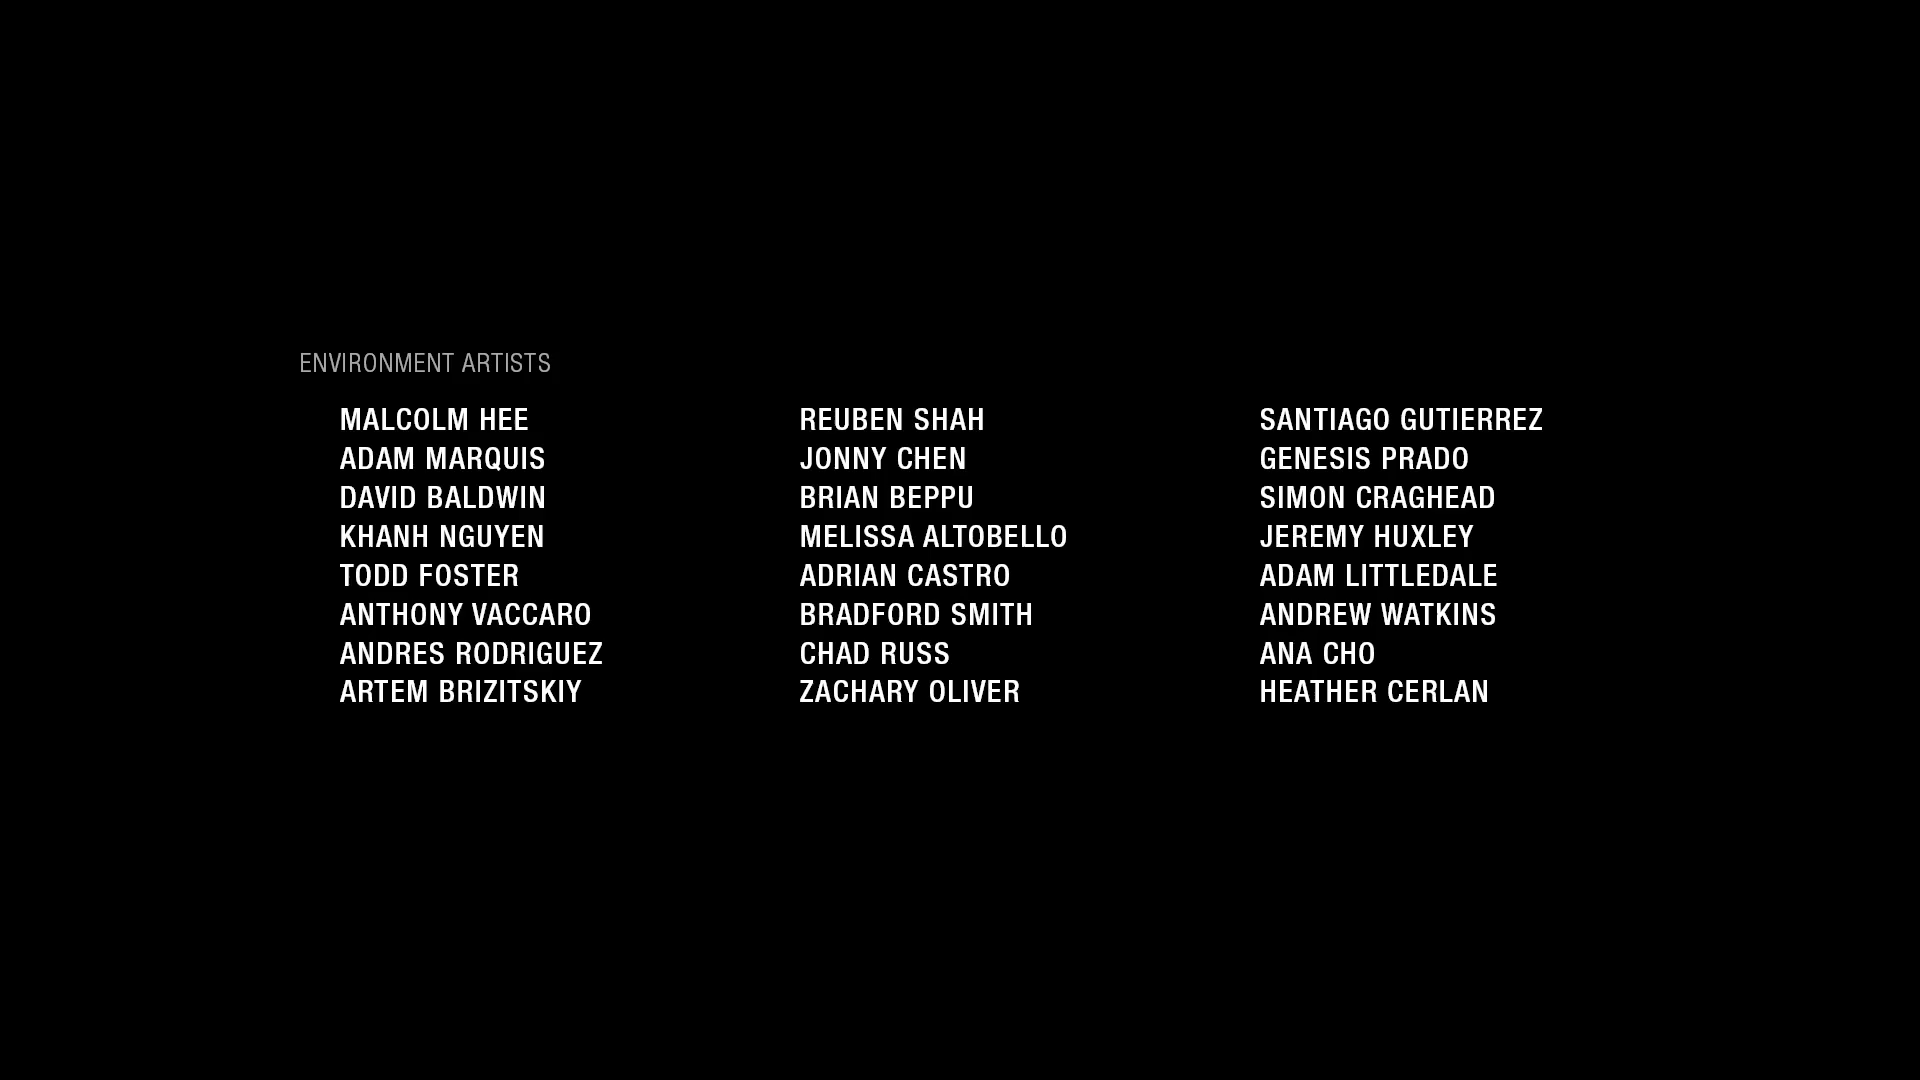 ENVIRONMENT ARTISTS
MALCOLM HEE
ADAM MARQUIS
DAVID BALDWIN
KHANH NGUYEN
TODD FOSTER
ANTHONY VACCARO
ANDRES RODRIGUEZ
ARTEM BRIZITSKIY
REUBEN SHAH
JONNY CHEN
BRIAN BEPPU
MELISSA ALTOBELLO
ADRIAN CASTRO
BRADFORD SMITH
CHAD RUSS
ZACHARY OLIVER
SANTIAGO GUTIERREZ
GENESIS PRADO
SIMON CRAGHEAD
JEREMY HUXLEY
ADAM LITTLEDALE
ANDREW WATKINS
ANA CHO
HEATHER CERLAN